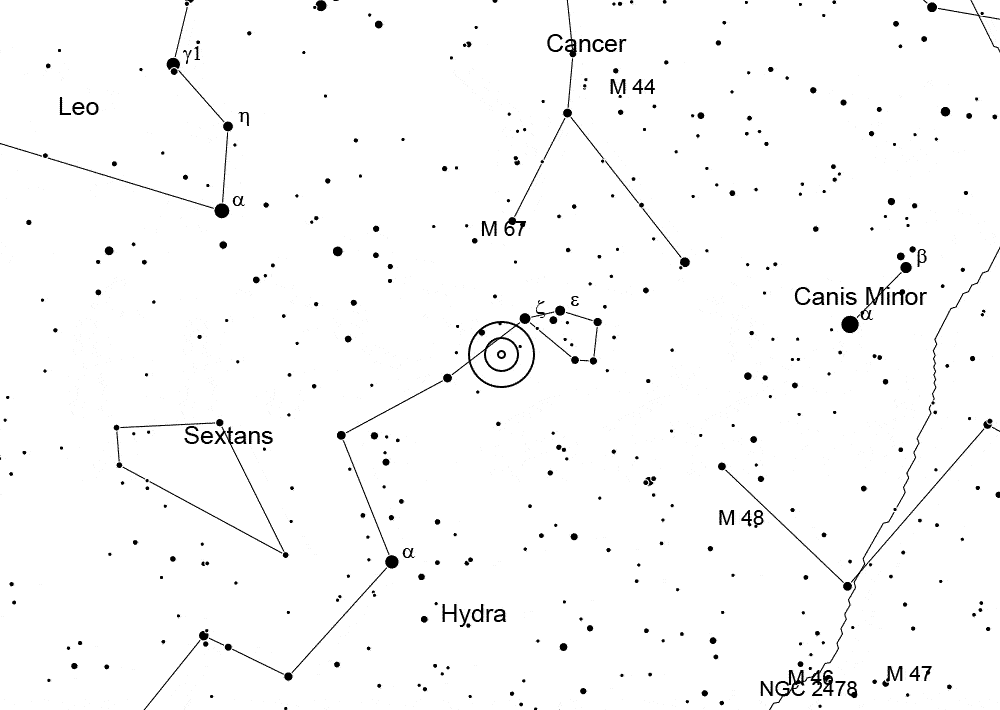 Cancer
γ1
M 44
Leo
η
α
M 67
β
Canis Minor
ζ
ε
α
Sextans
M 48
α
Hydra
M 46
M 47
NGC 2478